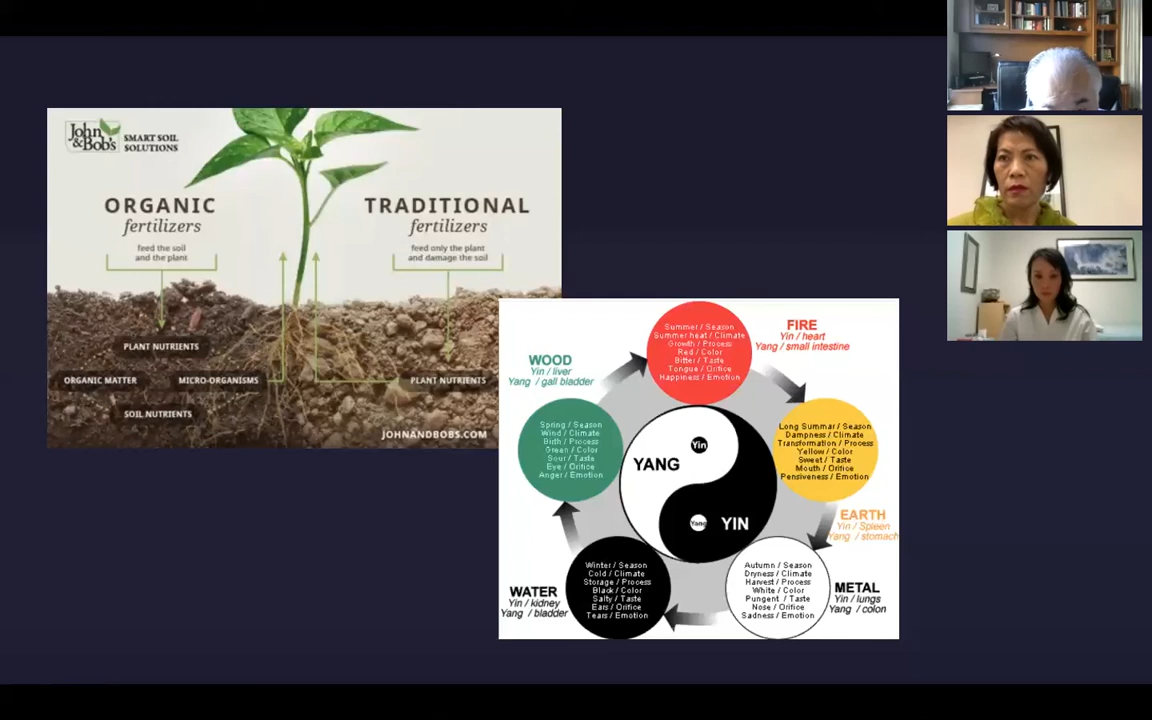 John
& Bob's
SMART SOIL
SOLUTIONS
ORGANIC
fertilizers
feed the soil
and the plant
TRADITIONAL
fertilizers
feed only the plant
and damage the soil
PLANT NUTRIENTS
ORGANIC MATTER
MICRO-ORGANISMS
SOIL NUTRIENTS
PLANT NUTRIENTS
JOHNANDBOBS.COM
Summer / Season
Summer heat / Climate
Growth / Process
Red / Color
Bitter / Taste
Tongue / Orifice
Happiness / Emotion
FIRE
Yin / heart
Yang / small intestine
WOOD
Yin / liver
Yang / gall bladder
Spring / Season
Wind / Climate
Birth / Process
Green / Color
Sour / Taste
Eye / Orifice
Anger / Emotion
YANG
Yin
Yang
YIN
Long Summar / Season
Dampness / Climate
Transformation / Process
Yellow / Color
Sweet / Taste
Mouth / Orifice
Pensiveness / Emotion
EARTH
Yin / Spleen
Yang / stomach
WATER
Yin / kidney
Yang / bladder
Winter / Season
Cold / Climate
Storage / Process
Black / Color
Salty / Taste
Ears / Orifice
Tears / Emotion
Autumn / Season
Dryness / Climate
Harvest / Process
White / Color
Pungent / Taste
Nose / Orifice
Sadness / Emotion
METAL
Yin / lungs
Yang / colon